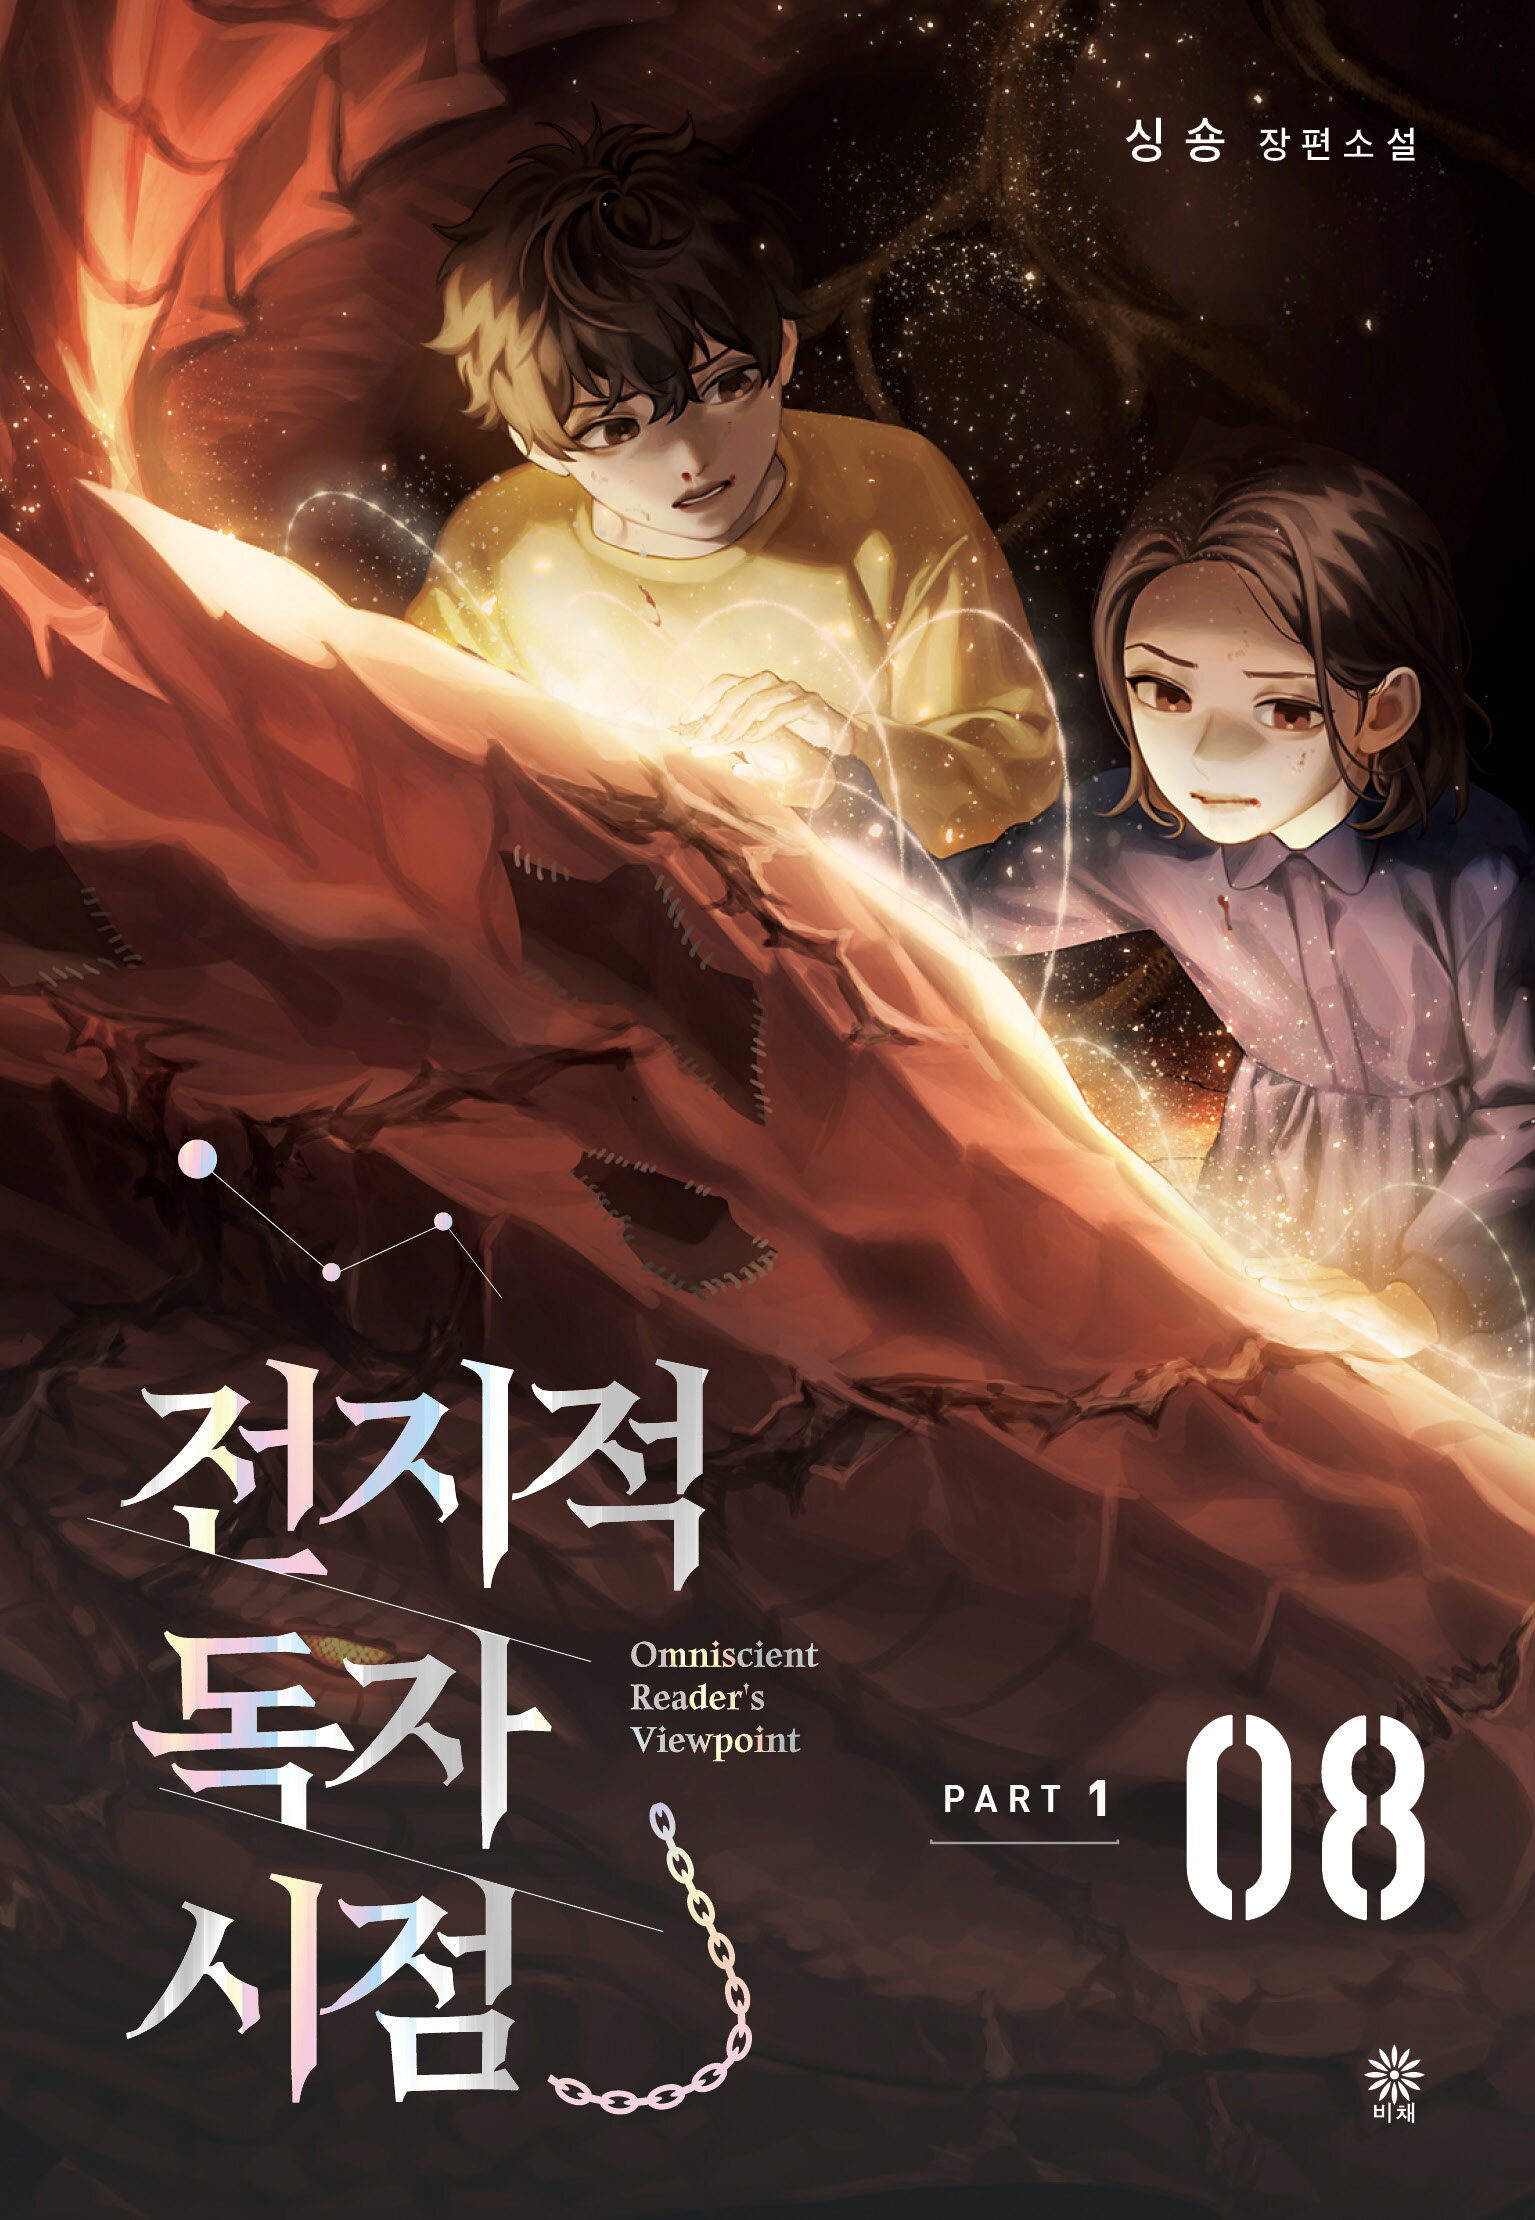 싱숑 장편소설
전지적
독자
시점
Omniscient
Reader's
Viewpoint
PART 1
08
비채